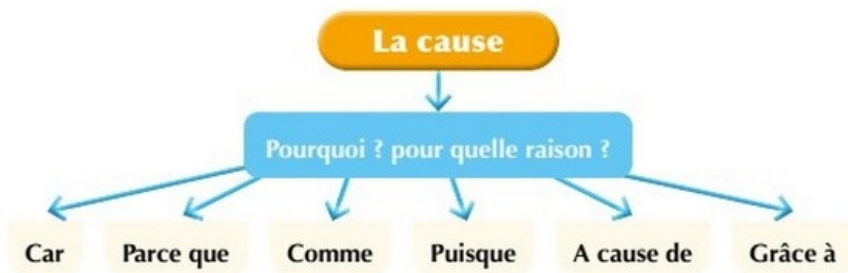 La cause
Pourquoi ? pour quelle raison ?
Car Parce que Comme Puisque A cause de Grâce à